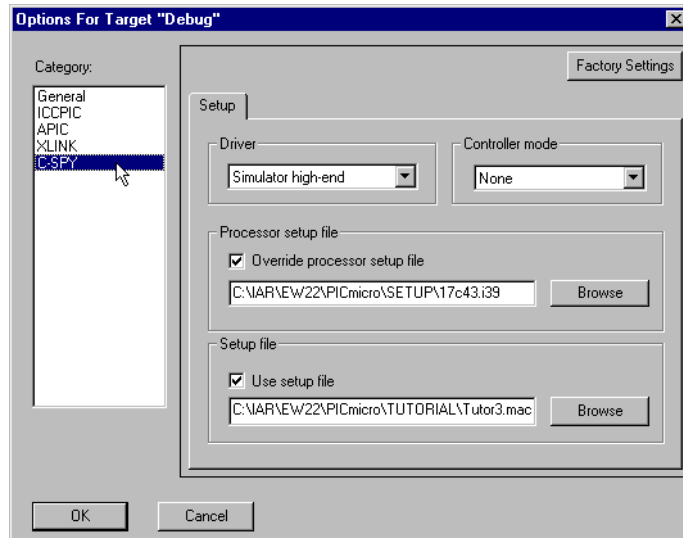 Options For Target "Debug"
Category:
General
ICCPIC
APIC
XLINK
C-SPY
Factory Settings
Setup
Driver
Simulator high-end
Controller mode
None
Processor setup file
Override processor setup file
C:\IAR\EW22\PICmicro\SETUP\17c43.i39
Browse
Setup file
Use setup file
C:\IAR\EW22\PICmicro\TUTORIAL\Tutor3.mac
Browse
OK
Cancel